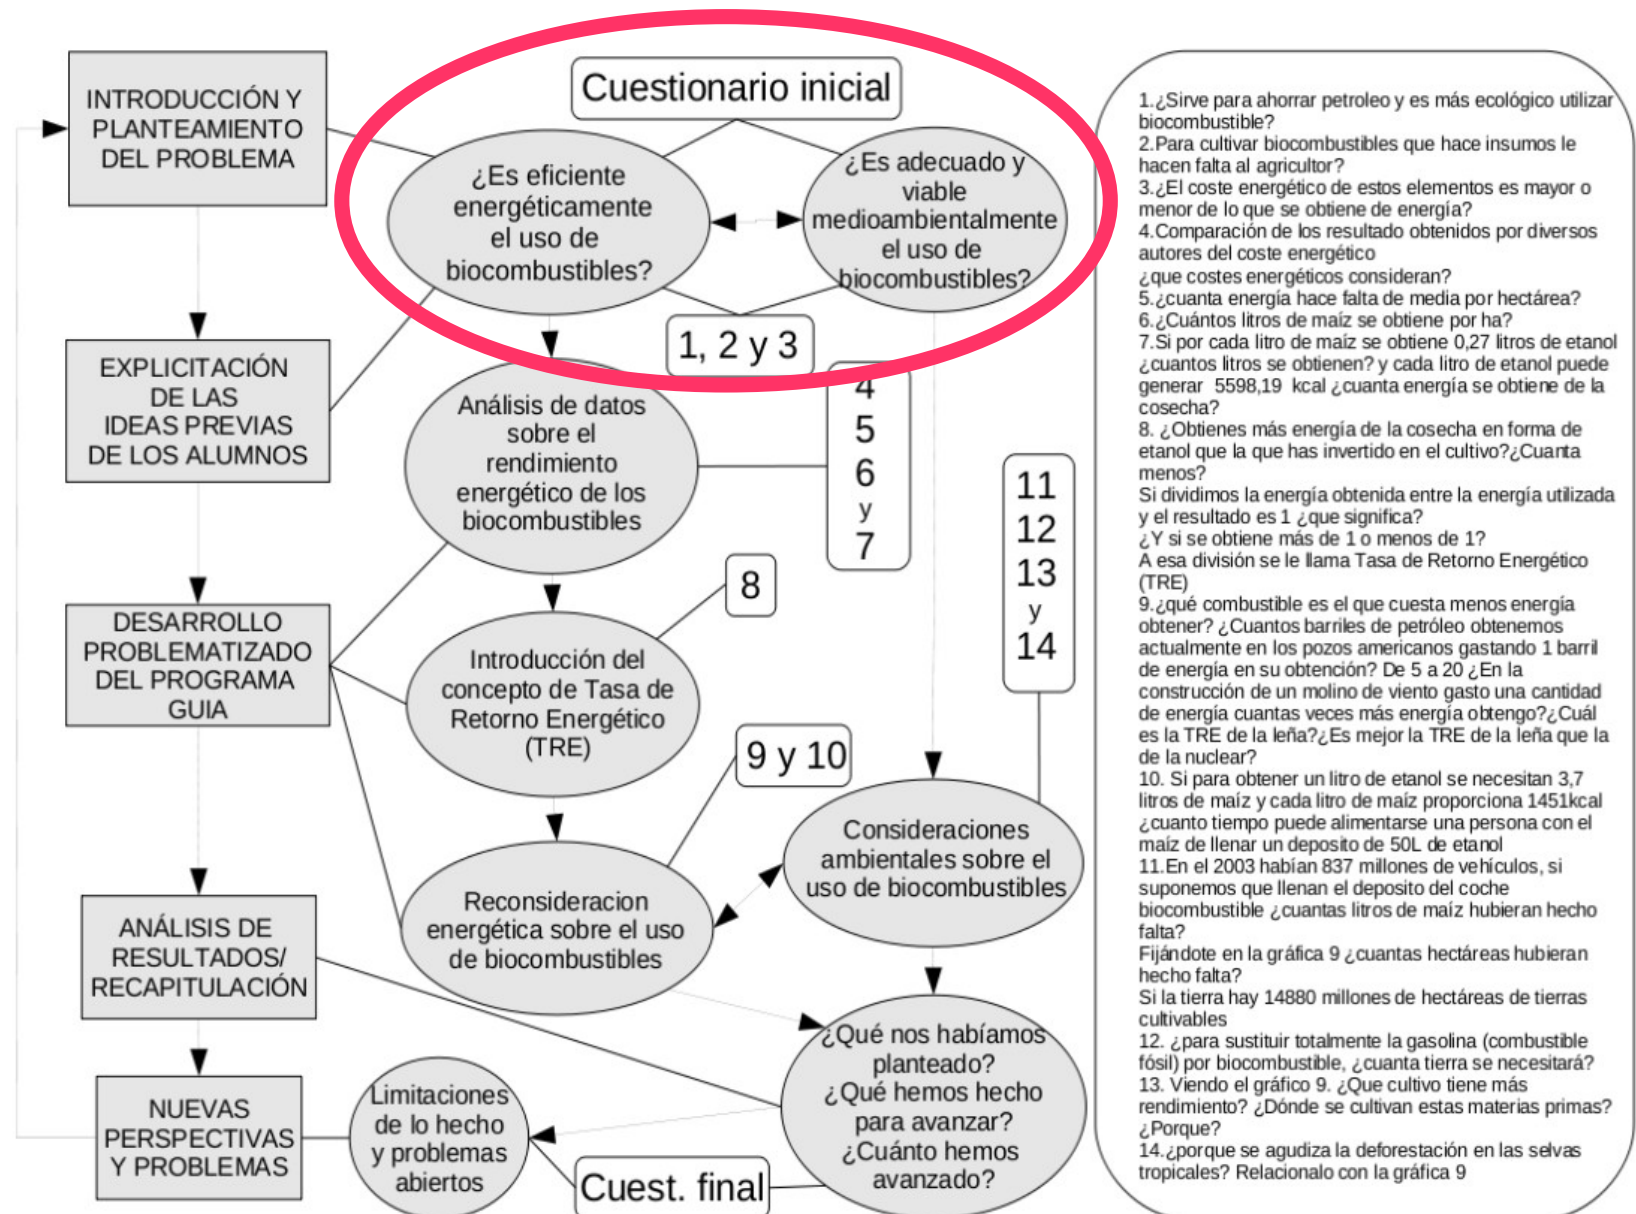 INTRODUCCIÓN Y
PLANTEAMIENTO
DEL PROBLEMA
EXPLICITACIÓN
DE LAS
IDEAS PREVIAS
DE LOS ALUMNOS
DESARROLLO
PROBLEMATIZADO
DEL PROGRAMA
GUIA
ANÁLISIS DE
RESULTADOS/
RECAPITULACIÓN
NUEVAS
PERSPECTIVAS
Y PROBLEMAS
Cuestionario inicial
¿Es eficiente
energéticamente
el uso de
biocombustibles?
¿Es adecuado y
viable
medioambientalmente
el uso de
biocombustibles?
1, 2 y 3
Análisis de datos
sobre el
rendimiento
energético de los
biocombustibles
4
5
6
y
7
Introducción del
concepto de Tasa de
Retorno Energético
(TRE)
8
9 y 10
11
12
13
y
14
Reconsideracion
energética sobre el uso
de biocombustibles
Consideraciones
ambientales sobre el
uso de biocombustibles
¿Qué nos habíamos
planteado?
¿Qué hemos hecho
para avanzar?
¿Cuánto hemos
avanzado?
Limitaciones
de lo hecho
y problemas
abiertos
Cuest. final
1.¿Sirve para ahorrar petroleo y es más ecológico utilizar
biocombustible?
2.Para cultivar biocombustibles que hace insumos le
hacen falta al agricultor?
3.¿El coste energético de estos elementos es mayor o
menor de lo que se obtiene de energía?
4.Comparación de los resultado obtenidos por diversos
autores del coste energético
¿que costes energéticos consideran?
5.¿cuanta energía hace falta de media por hectárea?
6.¿Cuántos litros de maíz se obtiene por ha?
7.Si por cada litro de maíz se obtiene 0,27 litros de etanol
¿cuantos litros se obtienen? y cada litro de etanol puede
generar 5598,19 kcal ¿cuanta energía se obtiene de la
cosecha?
8. ¿Obtienes más energía de la cosecha en forma de
etanol que la que has invertido en el cultivo?¿Cuanta
menos?
Si dividimos la energía obtenida entre la energía utilizada
y el resultado es 1 ¿que significa?
¿Y si se obtiene más de 1 o menos de 1?
A esa división se le llama Tasa de Retorno Energético
(TRE)
9.¿qué combustible es el que cuesta menos energía
obtener? ¿Cuantos barriles de petróleo obtenemos
actualmente en los pozos americanos gastando 1 barril
de energía en su obtención? De 5 a 20 ¿En la
construcción de un molino de viento gasto una cantidad
de energía cuantas veces más energía obtengo?¿Cuál
es la TRE de la leña?¿Es mejor la TRE de la leña que la
de la nuclear?
10. Si para obtener un litro de etanol se necesitan 3,7
litros de maíz y cada litro de maíz proporciona 1451kcal
¿cuanto tiempo puede alimentarse una persona con el
maíz de llenar un deposito de 50L de etanol
11.En el 2003 habían 837 millones de vehículos, si
suponemos que llenan el deposito del coche
biocombustible ¿cuantas litros de maíz hubieran hecho
falta?
Fijándote en la gráfica 9 ¿cuantas hectáreas hubieran
hecho falta?
Si la tierra hay 14880 millones de hectáreas de tierras
cultivables
12. ¿para sustituir totalmente la gasolina (combustible
fósil) por biocombustible, ¿cuanta tierra se necesitará?
13. Viendo el gráfico 9. ¿Que cultivo tiene más
rendimiento? ¿Dónde se cultivan estas materias primas?
¿Porque?
14.¿porque se agudiza la deforestación en las selvas
tropicales? Relacionalo con la gráfica 9